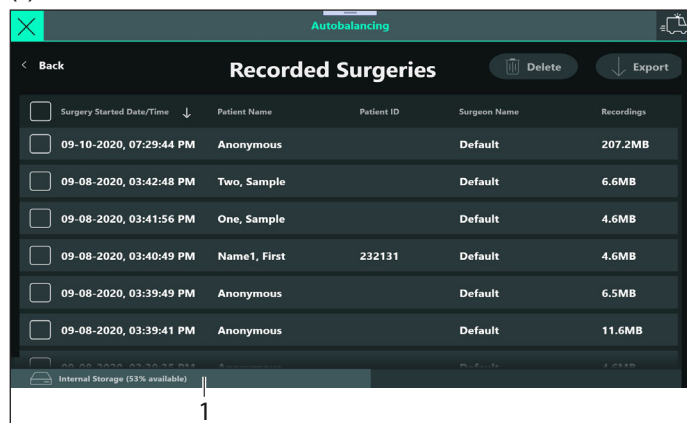 Autobalancing
< Back
Recorded Surgeries
Delete
Export
Surgery Started Date/Time ↓ Patient Name Patient ID Surgeon Name Recordings
09-10-2020, 07:29:44 PM Anonymous Default 207.2MB
09-08-2020, 03:42:48 PM Two, Sample Default 6.6MB
09-08-2020, 03:41:56 PM One, Sample Default 4.6MB
09-08-2020, 03:40:49 PM Name1, First 232131 Default 4.6MB
09-08-2020, 03:39:49 PM Anonymous Default 6.5MB
09-08-2020, 03:39:41 PM Anonymous Default 11.6MB
Internal Storage (53% available)
1